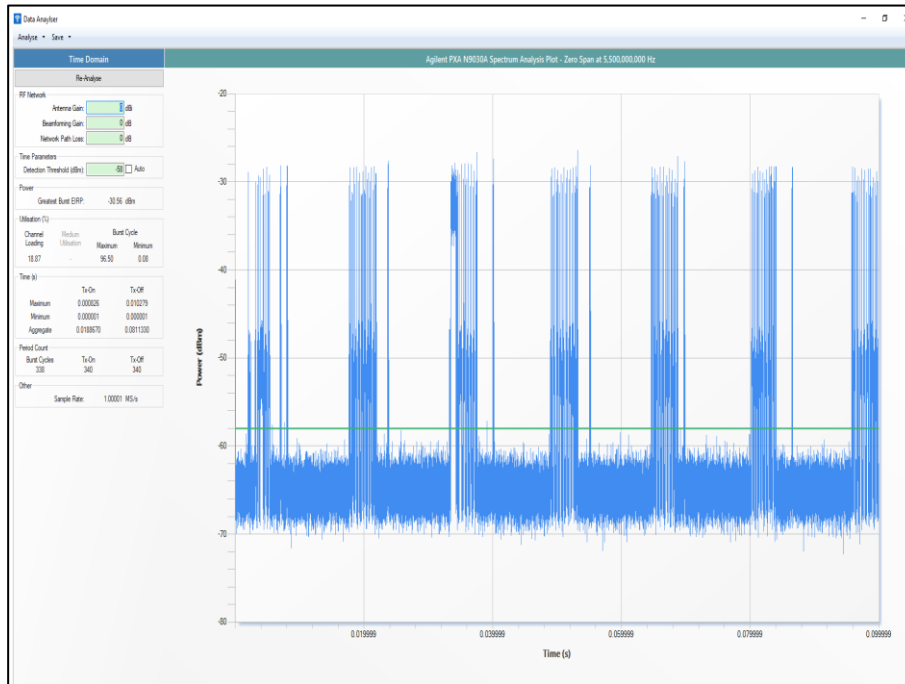 Data Anaylser
Analyse Save
Time Domain
Agilent PXA N9030A Spectrum Analysis Plot - Zero Span at 5,500,000,000 Hz
Re-Analyse
RF Network
Antenna Gain: dBi
Beamforming Gain: 0 dB
Network Path Loss: 0 dB
Time Parameters
Detection Threshold (dBm) -58 Auto
Power
Greatest Burst EIRP: -30.56 dBm
Utilisation (%)
Channel Loading Medium Utilisation Burst Cycle
Maximum Minimum
18.87 - 96.50 0.00
Time (s)
Tx-On Tx-Off
Maximum 0.000826 0.010279
Minimum 0.000001 0.000001
Aggregate 0.0188670 0.0811330
Period Count
Burst Cycles Tx-On Tx-Off
340 340
Other
Sample Rate: 1.00001 MS/s
-20
-30
-40
-50
-60
-70
-80
Power (dBm)
0.019999 0.039999 0.059999 0.079999 0.099999
Time (s)